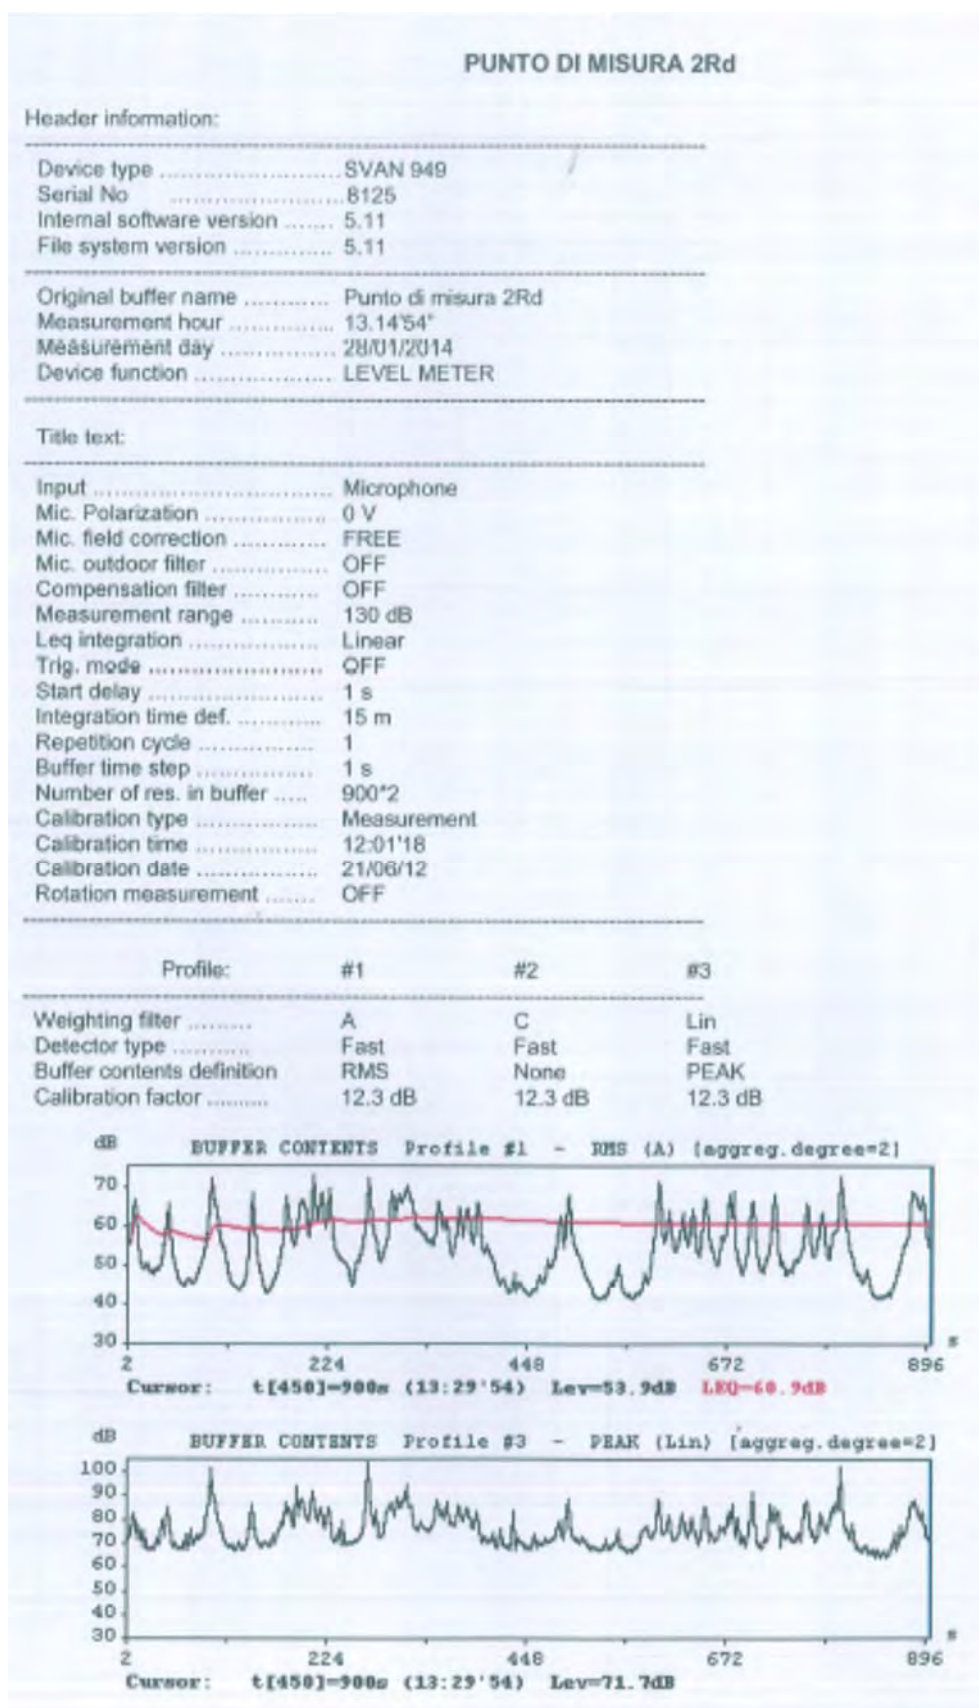 PUNTO DI MISURA 2Rd
Header information:
Device type ........................ SVAN 949
Serial No ........................ 8125
Internal software version ....... 5.11
File system version .............. 5.11
Original buffer name ............ Punto di misura 2Rd
Measurement hour ............... 13.14'54"
Measurement day ................ 28/01/2014
Device function .................... LEVEL METER
Title text:
Input .................................. Microphone
Mic. Polarization ................. 0 V
Mic. field correction ............. FREE
Mic. outdoor filter ................ OFF
Compensation filter ............. OFF
Measurement range ........... 130 dB
Leq integration ................... Linear
Trig. mode ......................... OFF
Start delay ......................... 1 s
Integration time def. ............ 15 m
Repetition cycle ................. 1
Buffer time step ................. 1 s
Number of res. in buffer ..... 900*2
Calibration type ................. Measurement
Calibration time ................. 12:01'18
Calibration date ................. 21/06/12
Rotation measurement ....... OFF
Profile: #1 #2 #3
Weighting filter ......... A C Lin
Detector type ........... Fast Fast Fast
Buffer contents definition RMS None PEAK
Calibration factor .......... 12.3 dB 12.3 dB 12.3 dB
dB BUFFER CONTENTS Profile #1 - RMS (A) [aggreg.degree=2]
70
60
50
40
30
2 224 448 672 896 s
Cursor: t[450]=900s (13:29'54) Lev=53.9dB LEQ=60.9dB
dB BUFFER CONTENTS Profile #3 - PEAK (Lin) [aggreg.degree=2]
100
90
80
70
60
50
40
30
2 224 448 672 896 s
Cursor: t[450]=900s (13:29'54) Lev=71.7dB